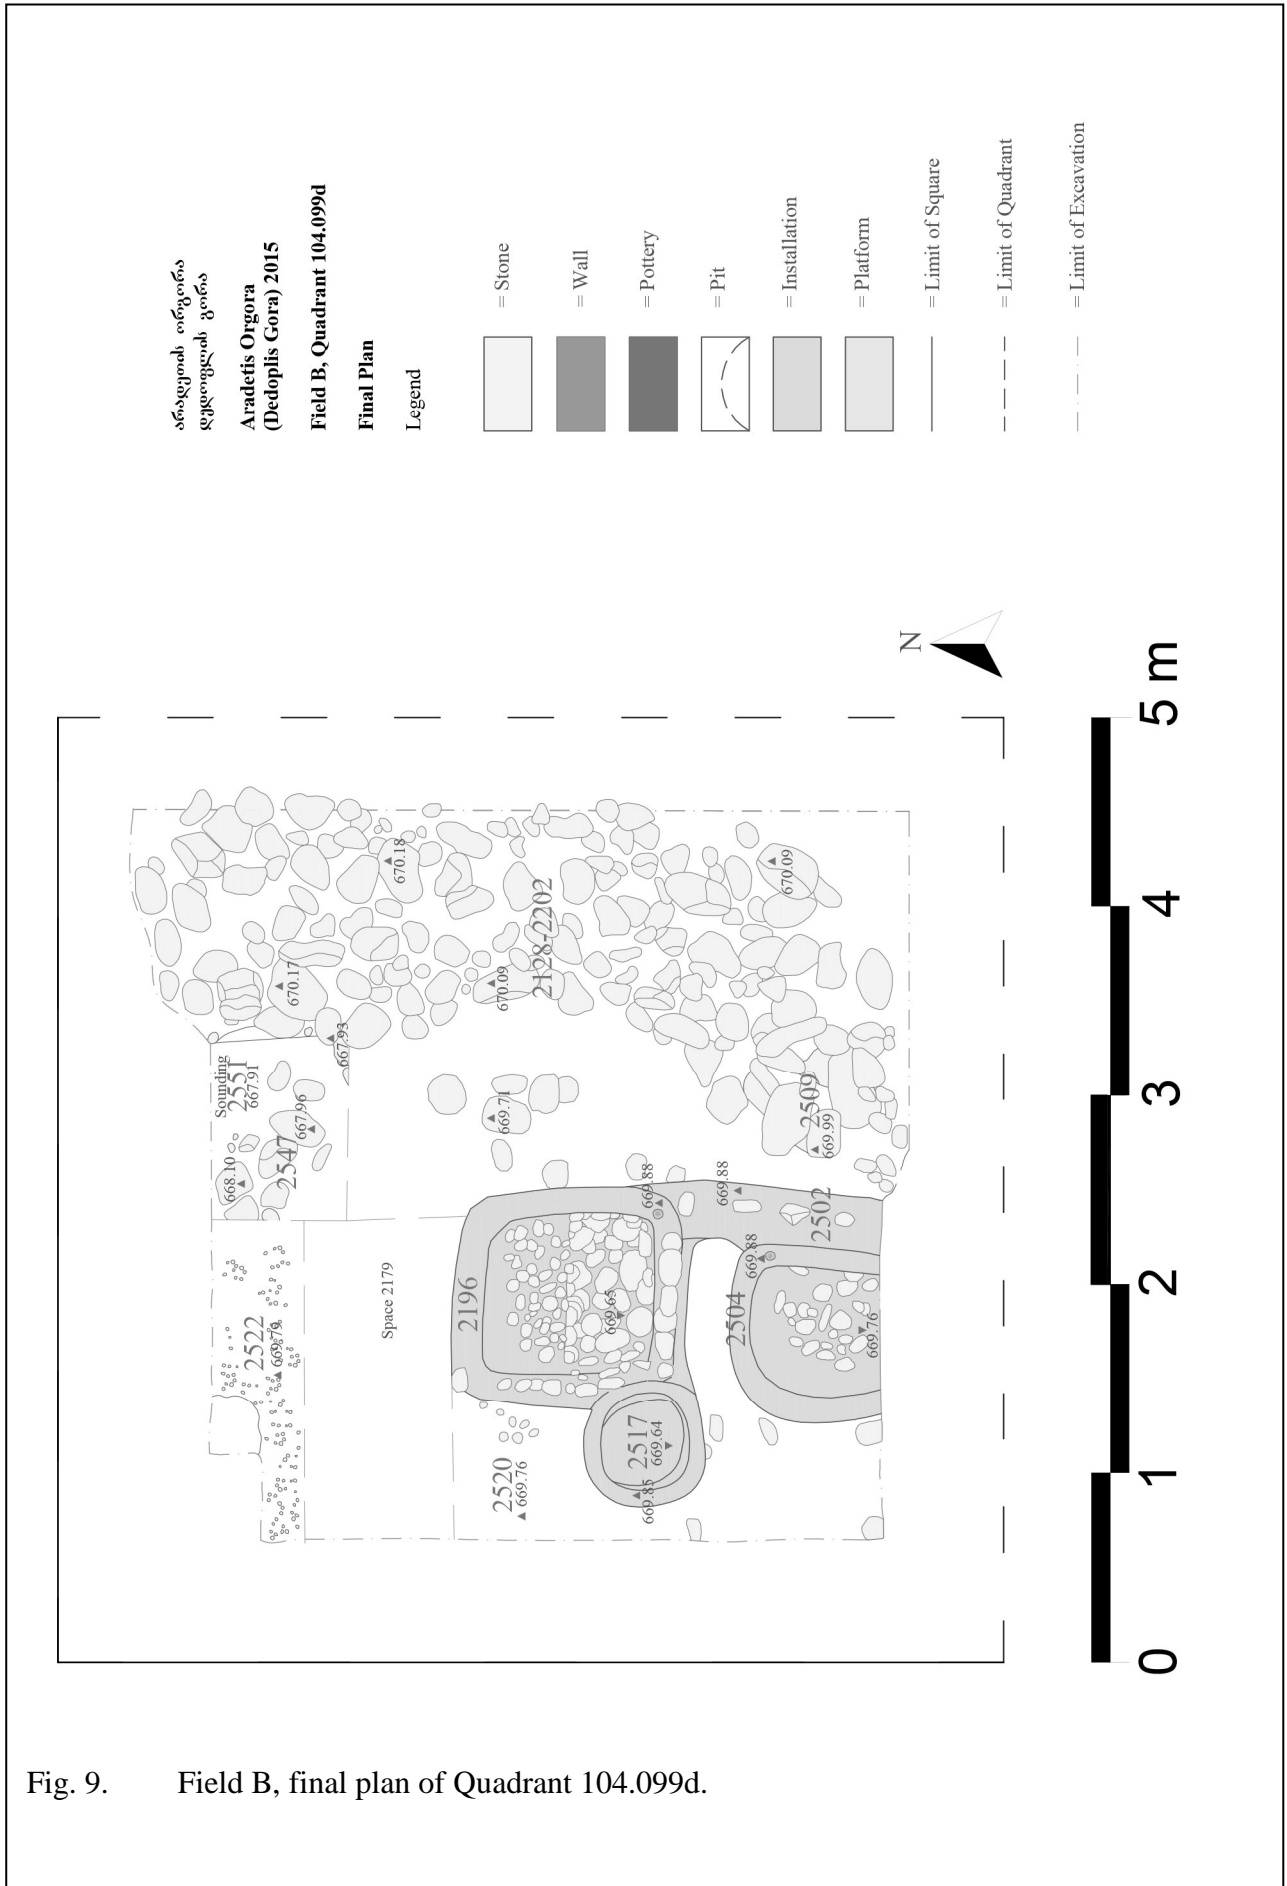 არადეთის ორგორა
დედოფლის გორა
Aradetis Orgora
(Dedoplis Gora) 2015
Field B, Quadrant 104.099d
Final Plan
Legend
= Stone
= Wall
= Pottery
= Pit
= Installation
= Platform
= Limit of Square
= Limit of Quadrant
= Limit of Excavation
N
Sounding
2551
667.91
668.10
667.96
2547
667.93
670.17
670.18
670.09
2128-2202
670.09
669.71
2509
669.99
2522
669.79
Space 2179
2196
669.65
669.88
669.88
2502
669.88
2504
669.76
2520
669.76
2517
669.64
669.85
0
1
2
3
4
5 m
Fig. 9. Field B, final plan of Quadrant 104.099d.